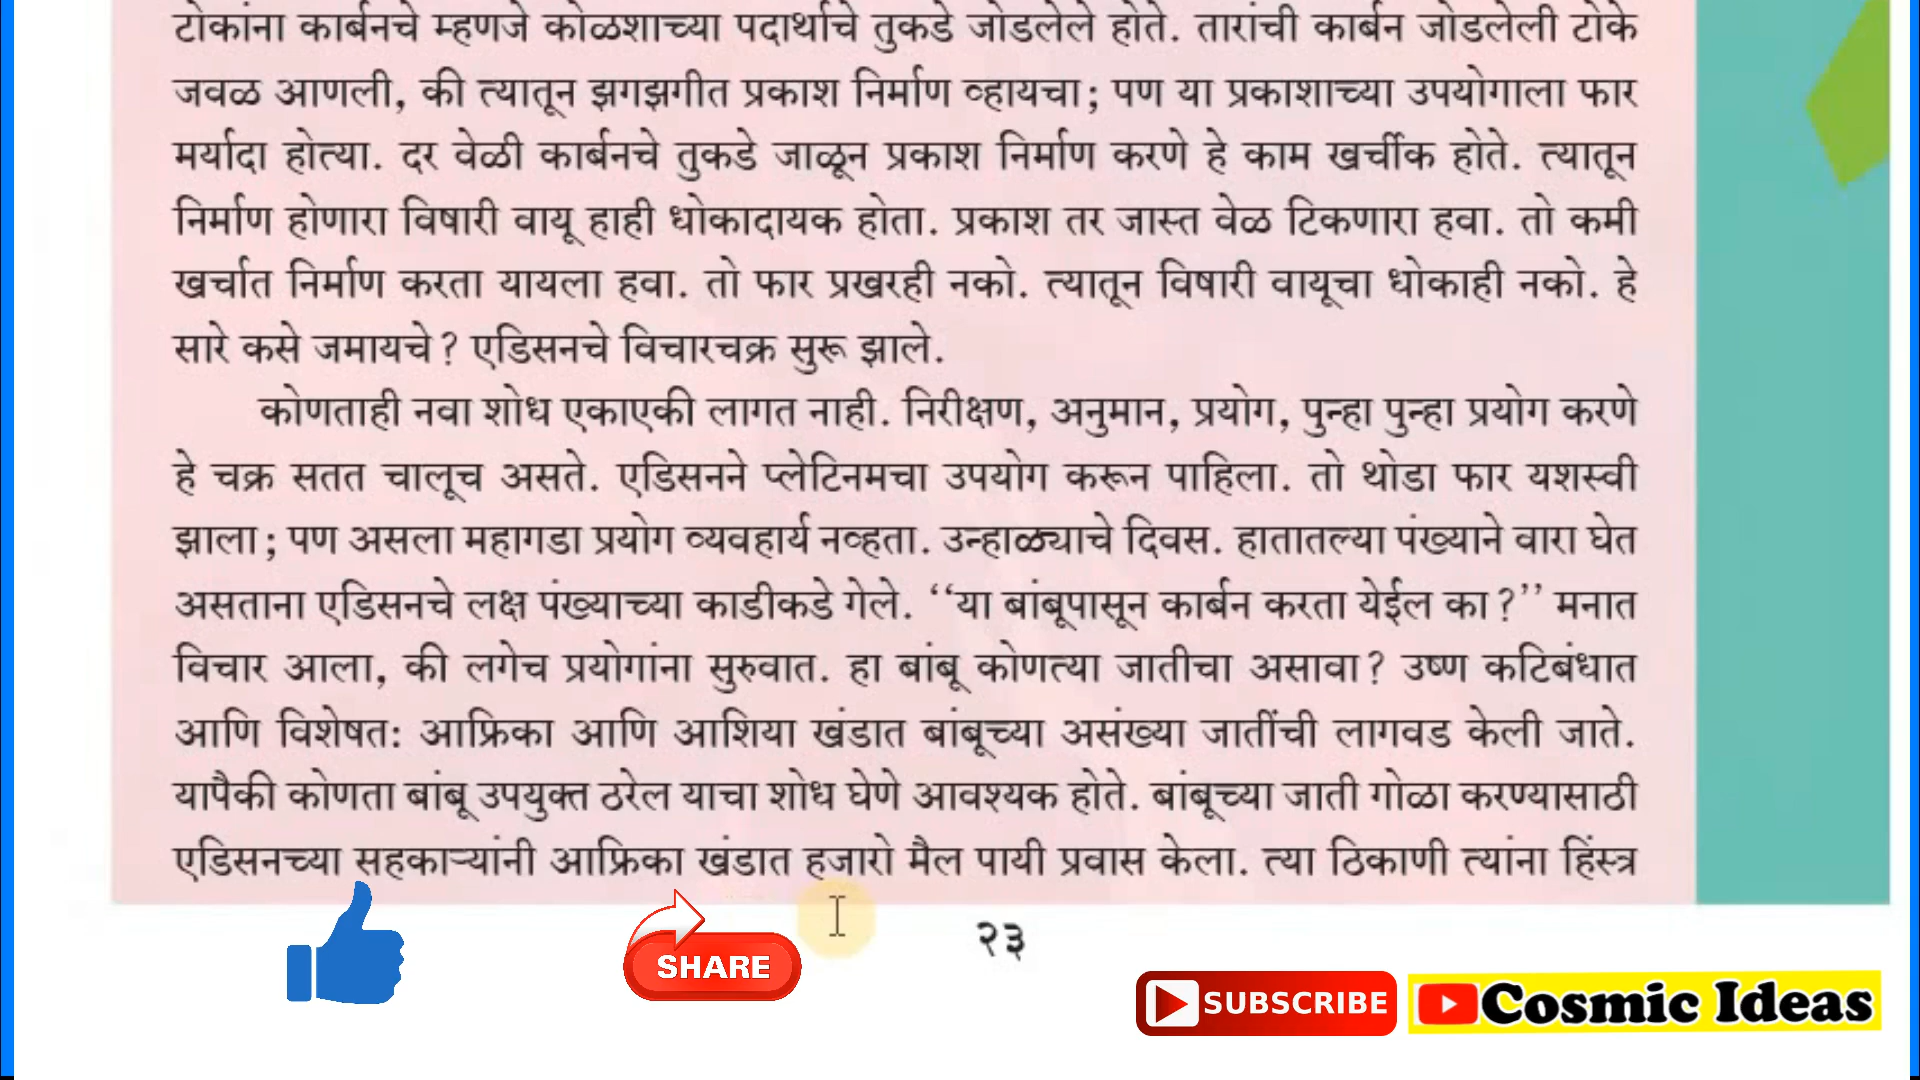 टोकांना कार्बनचे म्हणजे कोळशाच्या पदार्थाचे तुकडे जोडलेले होते. तारांची कार्बन जोडलेली टोके
जवळ आणली, की त्यातून झगझगीत प्रकाश निर्माण व्हायचा; पण या प्रकाशाच्या उपयोगाला फार
मर्यादा होत्या. दर वेळी कार्बनचे तुकडे जाळून प्रकाश निर्माण करणे हे काम खर्चीक होते. त्यातून
निर्माण होणारा विषारी वायू हाही धोकादायक होता. प्रकाश तर जास्त वेळ टिकणारा हवा. तो कमी
खर्चात निर्माण करता यायला हवा. तो फार प्रखरही नको. त्यातून विषारी वायूचा धोकाही नको. हे
सारे कसे जमायचे? एडिसनचे विचारचक्र सुरू झाले.
कोणताही नवा शोध एकाएकी लागत नाही. निरीक्षण, अनुमान, प्रयोग, पुन्हा पुन्हा प्रयोग करणे
हे चक्र सतत चालूच असते. एडिसनने प्लेटिनमचा उपयोग करून पाहिला. तो थोडा फार यशस्वी
झाला; पण असला महागडा प्रयोग व्यवहार्य नव्हता. उन्हाळ्याचे दिवस. हातातल्या पंख्याने वारा घेत
असताना एडिसनचे लक्ष पंख्याच्या काडीकडे गेले. ‘‘या बांबूपासून कार्बन करता येईल का?’’ मनात
विचार आला, की लगेच प्रयोगांना सुरुवात. हा बांबू कोणत्या जातीचा असावा? उष्ण कटिबंधात
आणि विशेषतः आफ्रिका आणि आशिया खंडात बांबूच्या असंख्या जातींची लागवड केली जाते.
यापैकी कोणता बांबू उपयुक्त ठरेल याचा शोध घेणे आवश्यक होते. बांबूच्या जाती गोळा करण्यासाठी
एडिसनच्या सहकाऱ्यांनी आफ्रिका खंडात हजारो मैल पायी प्रवास केला. त्या ठिकाणी त्यांना हिंस्त्र
२३
SHARE
SUBSCRIBE
Cosmic Ideas